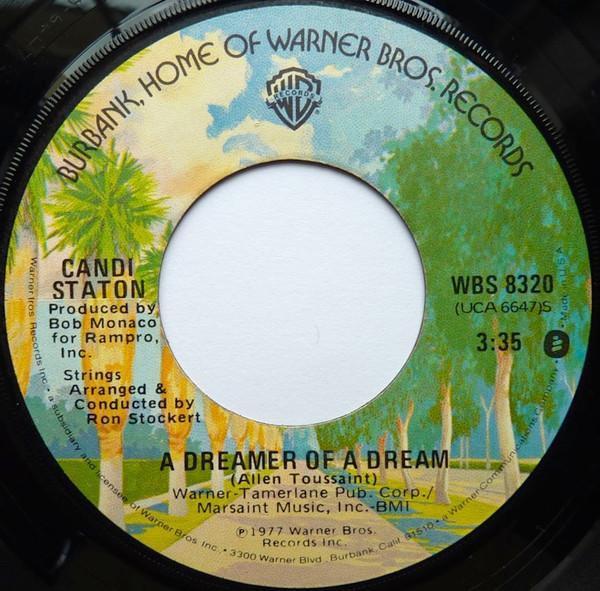 BURBANK, HOME OF WARNER BROS. RECORDS
RECORDS
CANDI
STATON
Produced by
Bob Monaco
for Rampro,
Inc.
Strings
Arranged &
Conducted by
Ron Stockert
WBS 8320
(UCA 6647)S
3:35
A DREAMER OF A DREAM
(Allen Toussaint)
Warner-Tamerlane Pub. Corp./
Marsaint Music, Inc.-BMI
℗1977 Warner Bros.
Records Inc.
Warner Bros. Records Inc. • a subsidiary and licensee of Warner Bros. Inc. • 3300 Warner Blvd., Burbank, Calif. 91510 • a Warner Communications Company • Made in U.S.A.